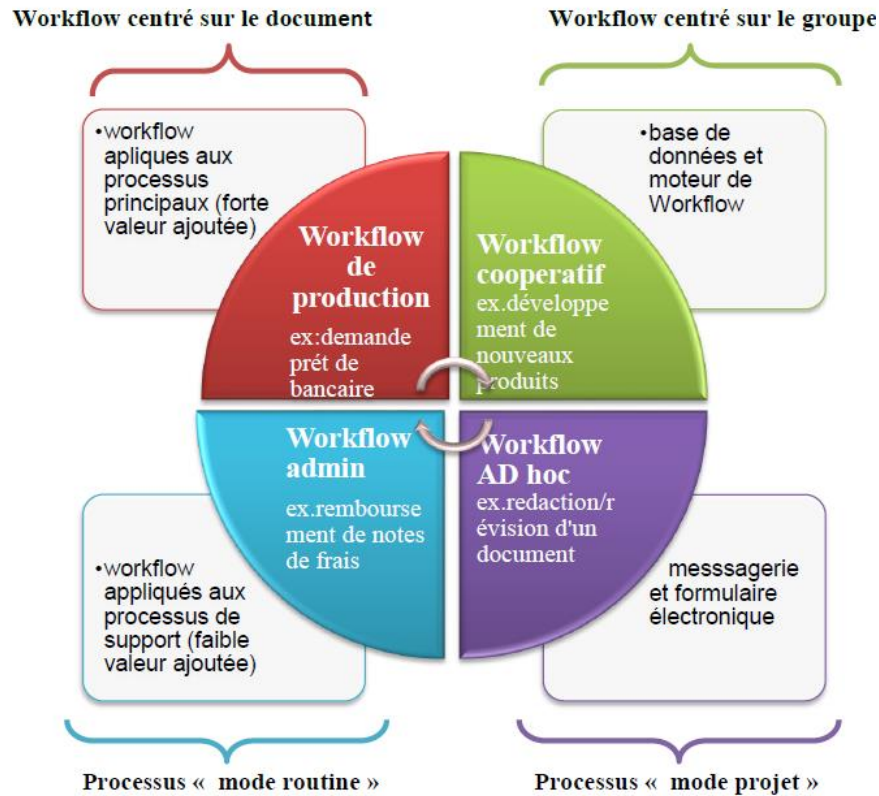 Workflow centré sur le document
Workflow centré sur le groupe
•workflow
apliques aux
processus
principaux (forte
valeur ajoutée)
•base de
données et
moteur de
Workflow
Workflow
de
production
ex:demande
prét de
bancaire
Workflow
cooperatif
ex.développe
ment de
nouveaux
produits
Workflow
admin
ex.rembourse
ment de notes
de frais
Workflow
AD hoc
ex.redaction/r
évision d'un
document
•workflow
appliqués aux
processus de
support (faible
valeur ajoutée)
messsagerie
et formulaire
électronique
Processus « mode routine »
Processus « mode projet »